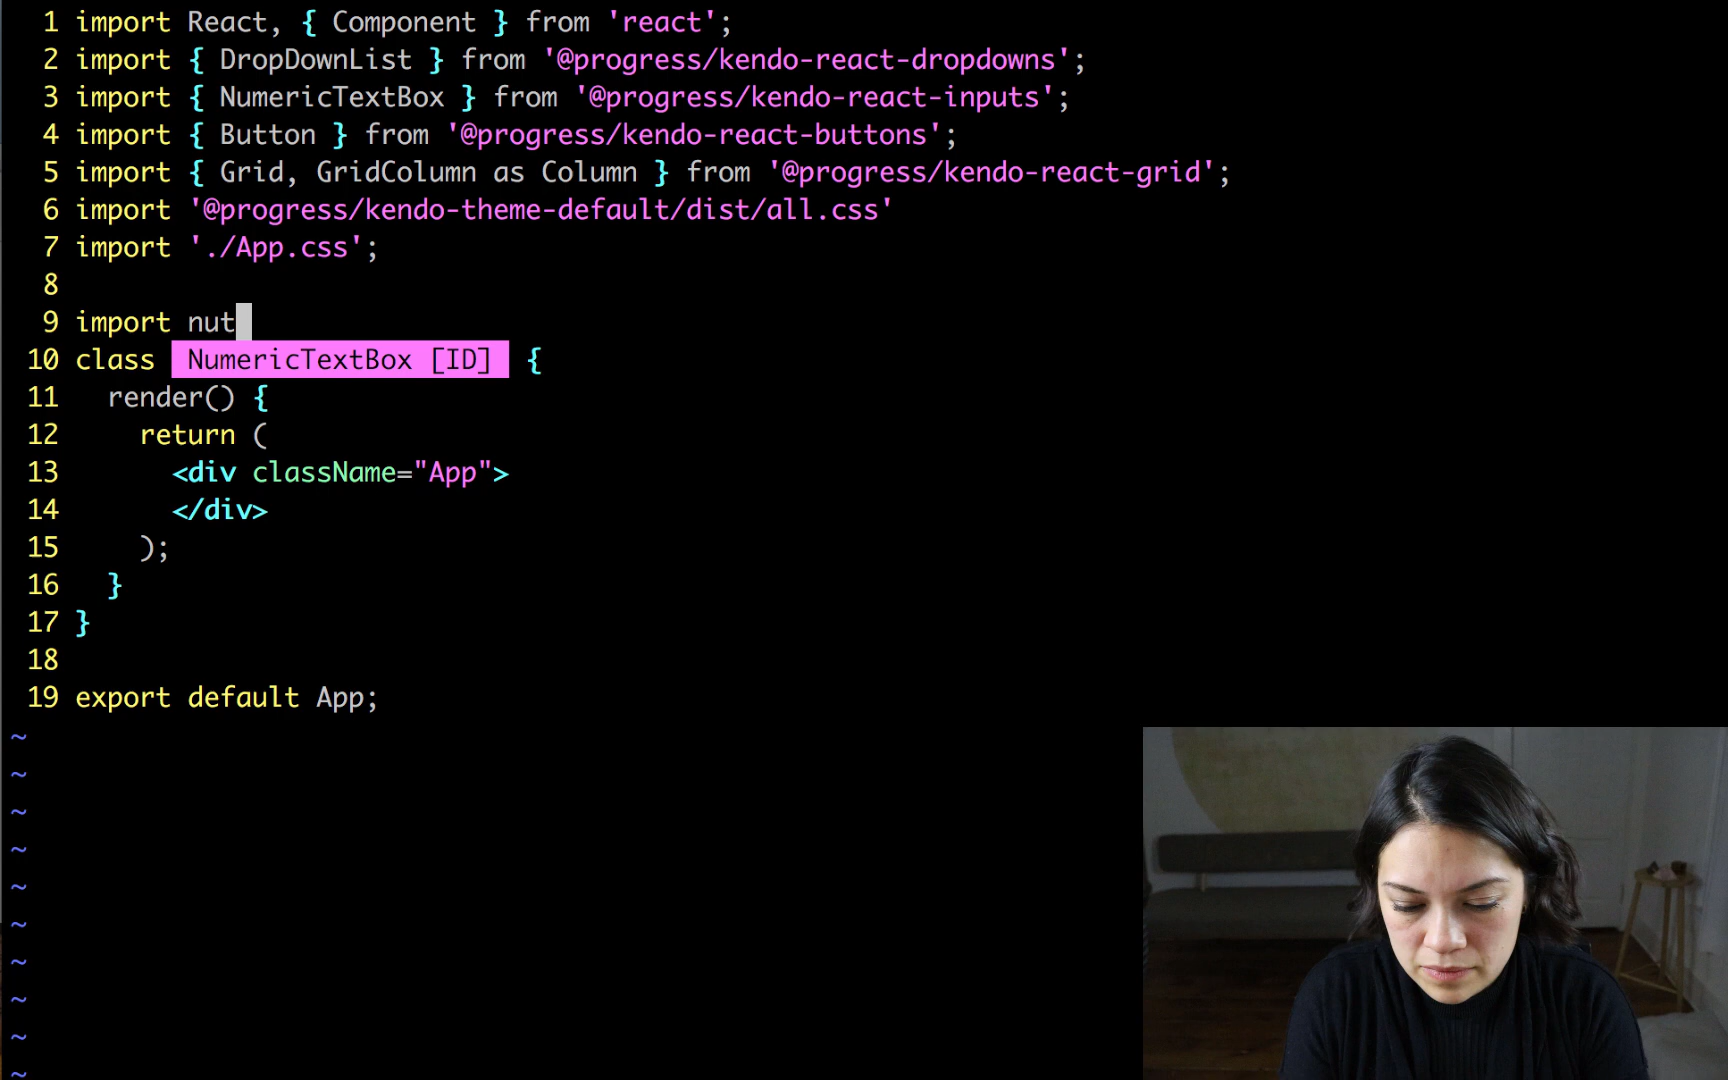 1 import React, { Component } from 'react';
2 import { DropDownList } from '@progress/kendo-react-dropdowns';
3 import { NumericTextBox } from '@progress/kendo-react-inputs';
4 import { Button } from '@progress/kendo-react-buttons';
5 import { Grid, GridColumn as Column } from '@progress/kendo-react-grid';
6 import '@progress/kendo-theme-default/dist/all.css'
7 import './App.css';
8
9 import nut
10 class NumericTextBox [ID] {
11   render() {
12     return (
13       <div className="App">
14       </div>
15     );
16   }
17 }
18
19 export default App;
~
~
~
~
~
~
~
~
~
~